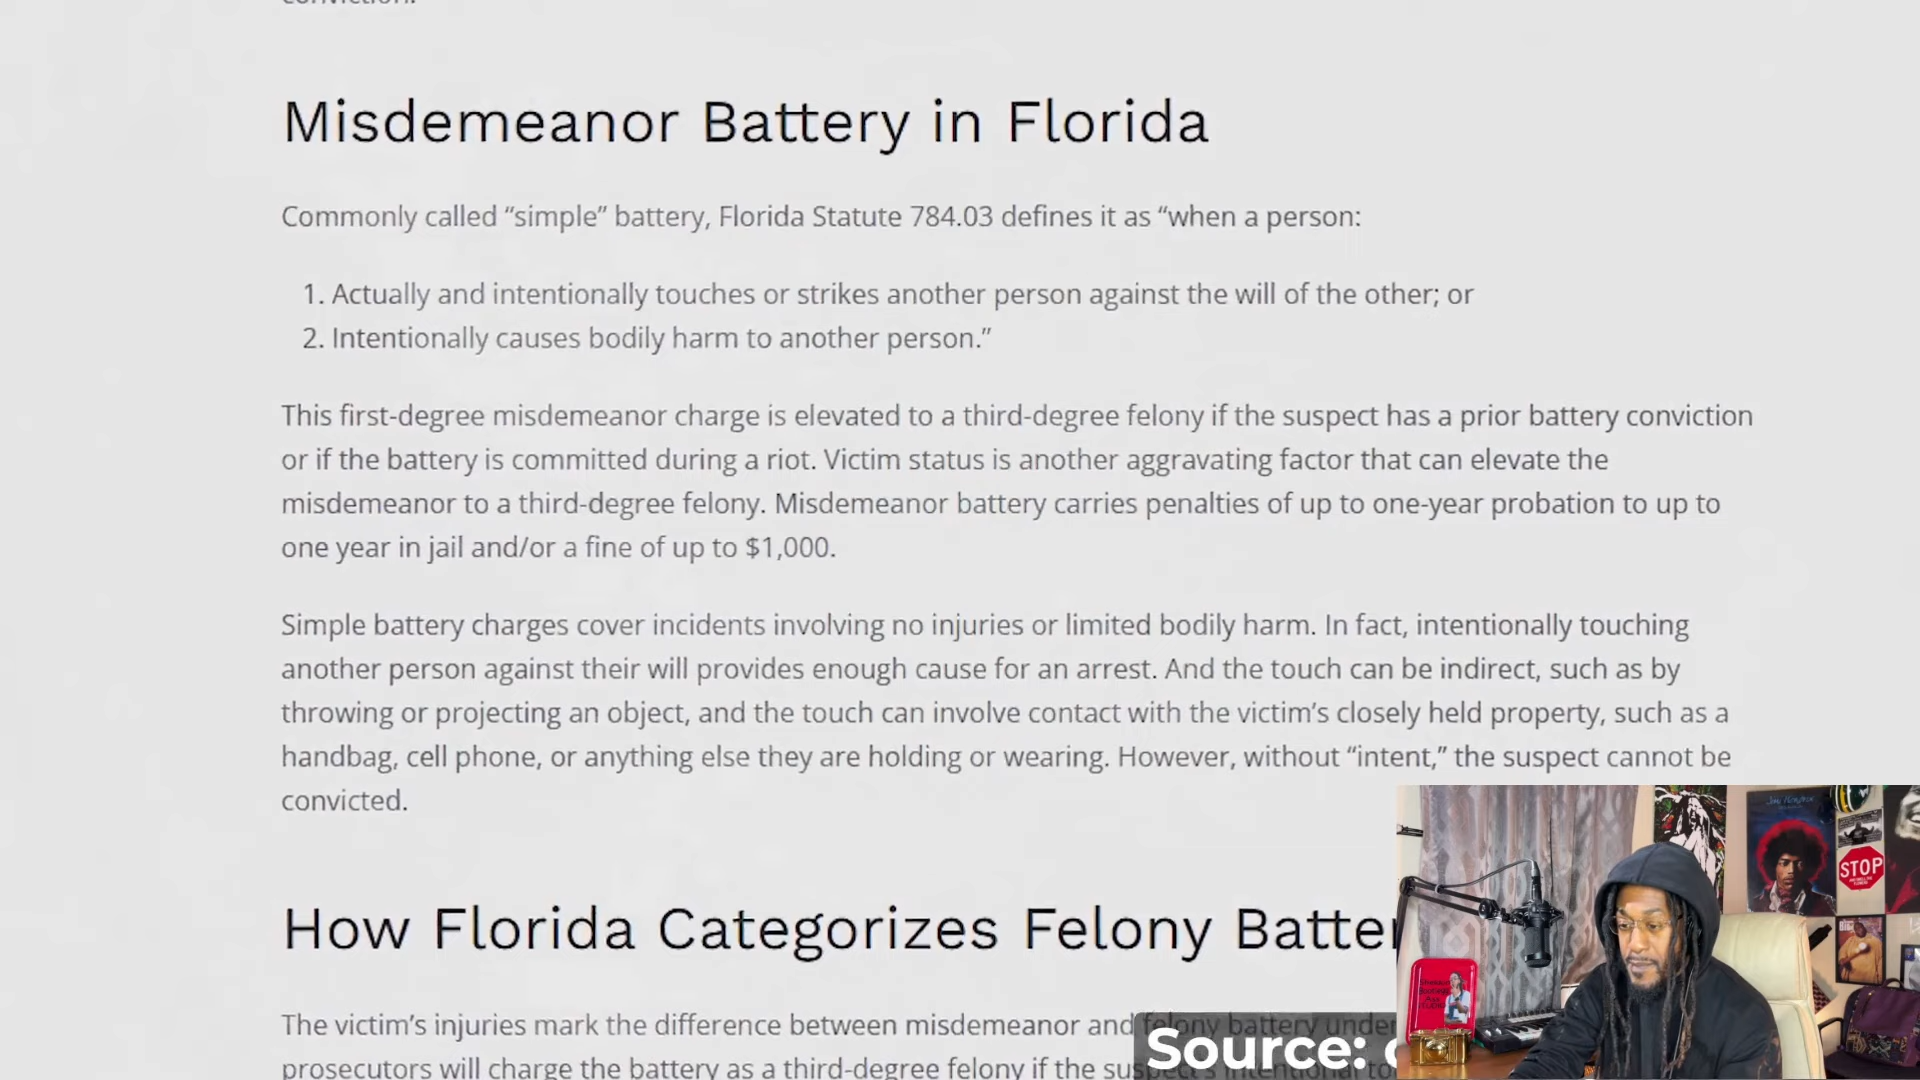 Misdemeanor Battery in Florida
Commonly called “simple” battery, Florida Statute 784.03 defines it as “when a person:
1. Actually and intentionally touches or strikes another person against the will of the other; or
2. Intentionally causes bodily harm to another person.”
This first-degree misdemeanor charge is elevated to a third-degree felony if the suspect has a prior battery conviction
or if the battery is committed during a riot. Victim status is another aggravating factor that can elevate the
misdemeanor to a third-degree felony. Misdemeanor battery carries penalties of up to one-year probation to up to
one year in jail and/or a fine of up to $1,000.
Simple battery charges cover incidents involving no injuries or limited bodily harm. In fact, intentionally touching
another person against their will provides enough cause for an arrest. And the touch can be indirect, such as by
throwing or projecting an object, and the touch can involve contact with the victim’s closely held property, such as a
handbag, cell phone, or anything else they are holding or wearing. However, without “intent,” the suspect cannot be
convicted.
How Florida Categorizes Felony
The victim’s injuries mark the difference between misdemeanor and felony battery under
prosecutors will charge the battery as a third-degree felony if the
Source:
STOP